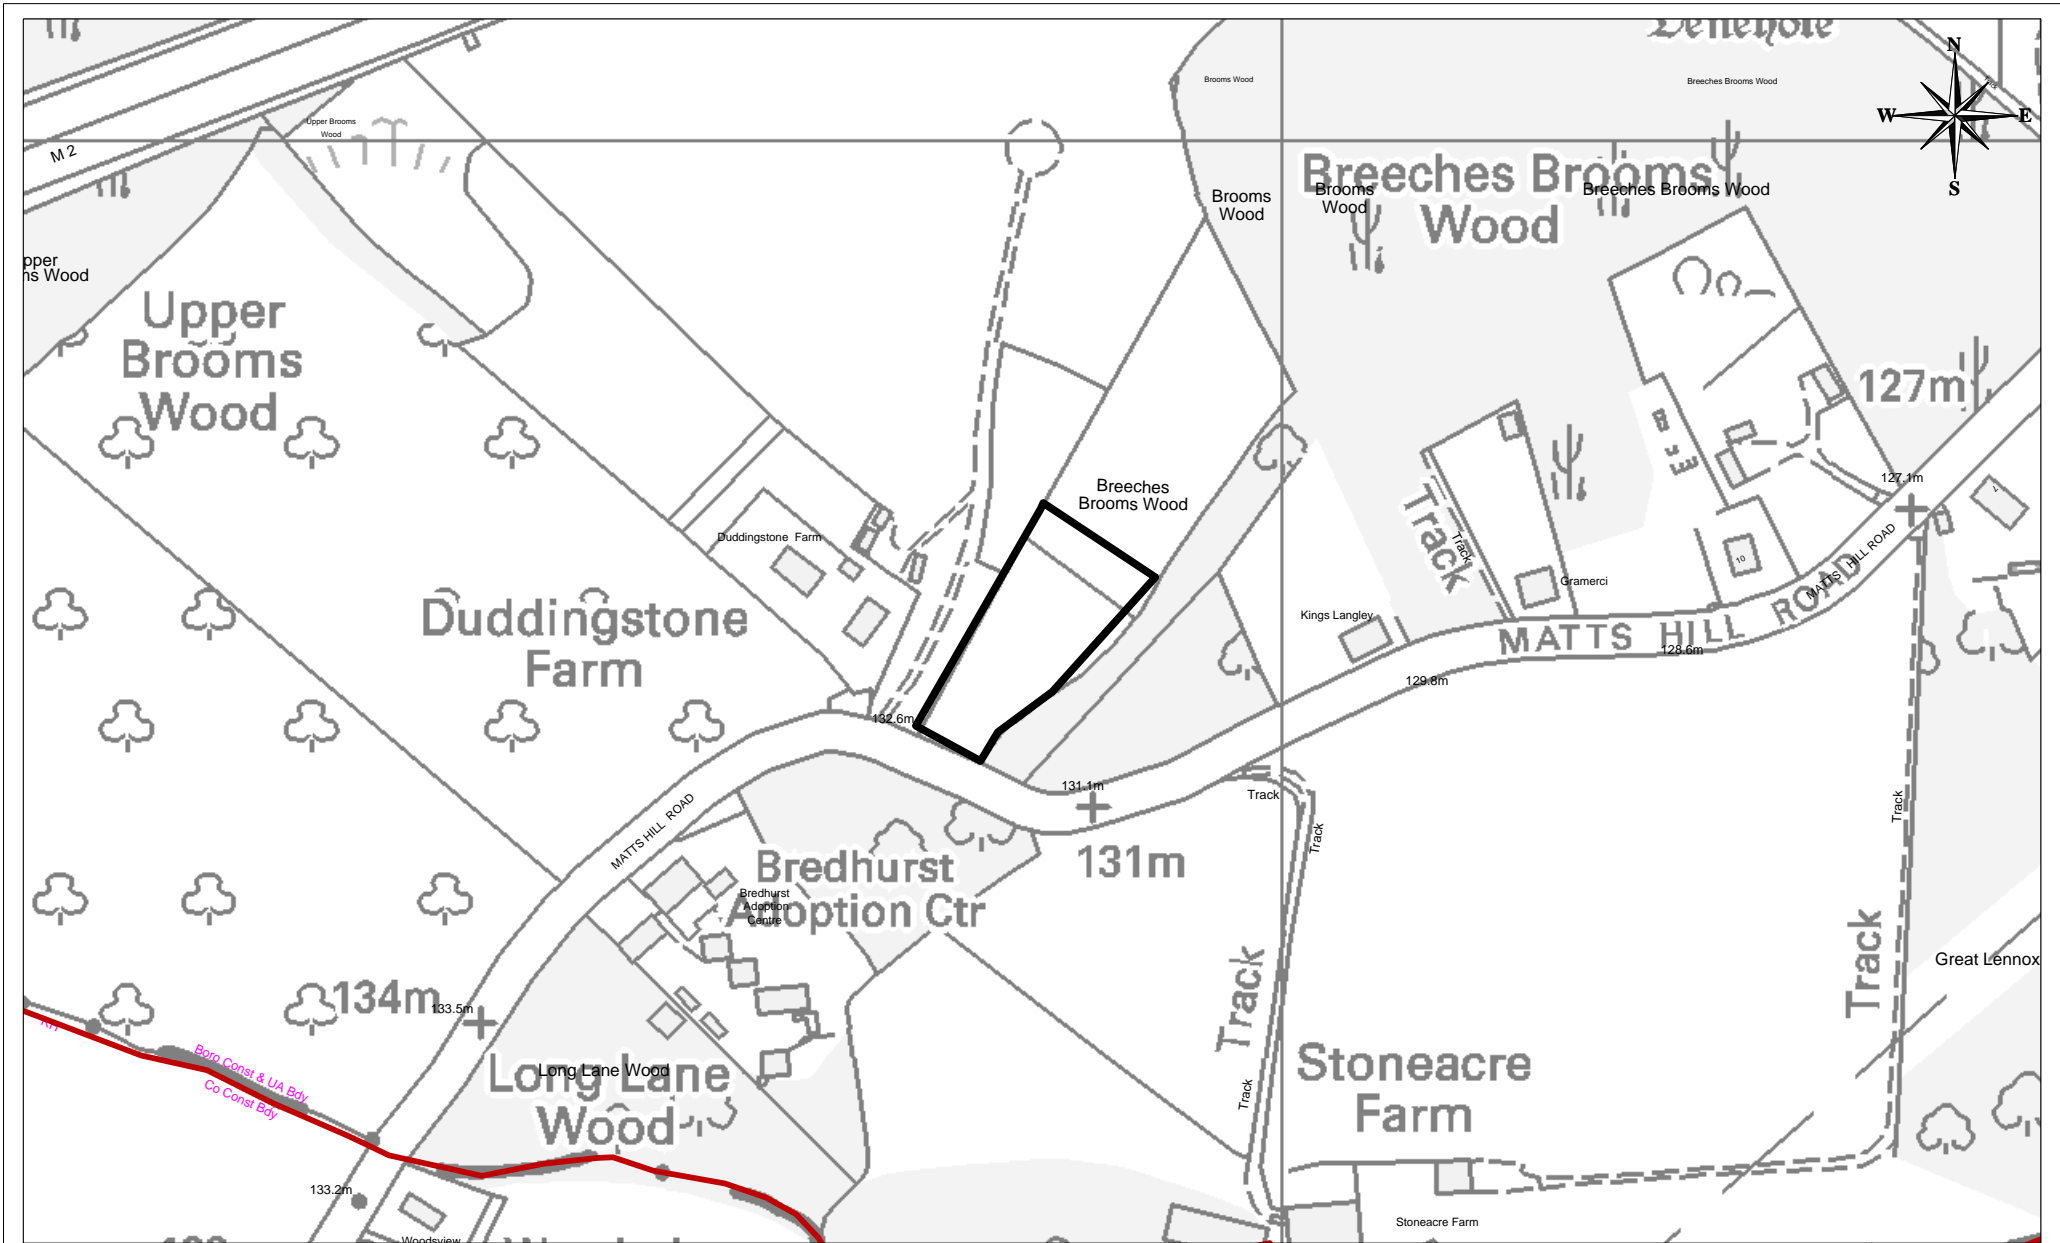 Denehole
N
W
E
S
Brooms Wood
Breeches Brooms Wood
Upper Brooms
Wood
M 2
Breeches Brooms
Wood
Brooms
Wood
Brooms
Wood
Breeches Brooms Wood
pper
ns Wood
Upper
Brooms
Wood
127m
127.1m
Breeches
Brooms Wood
Duddingstone Farm
Track
Track
Gramerci
10
1
MATTS HILL ROAD
Kings Langley
MATTS HILL ROAD
128.6m
129.8m
Duddingstone
Farm
132.6m
131.1m
131m
Track
Track
Track
MATTS HILL ROAD
Bredhurst
Adoption Ctr
Bredhurst
Adoption
Centre
Track
Track
Great Lennox
134m
133.5m
Boro Const & UA Bdy
Co Const Bdy
Long Lane
Wood
Long Lane Wood
Track
Stoneacre
Farm
133.2m
Woodsview
Stoneacre Farm